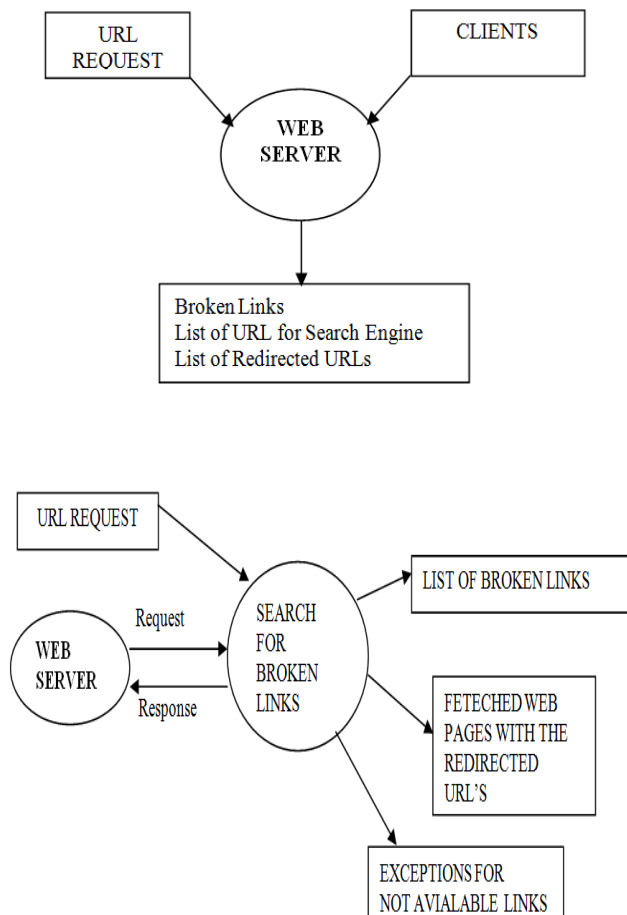 URL
REQUEST
CLIENTS
WEB
SERVER
Broken Links
List of URL for Search Engine
List of Redirected URLs
URL REQUEST
LIST OF BROKEN LINKS
Request
SEARCH
FOR
BROKEN
LINKS
WEB
SERVER
Response
FETECHED WEB
PAGES WITH THE
REDIRECTED
URL'S
EXCEPTIONS FOR
NOT AVIALABLE LINKS